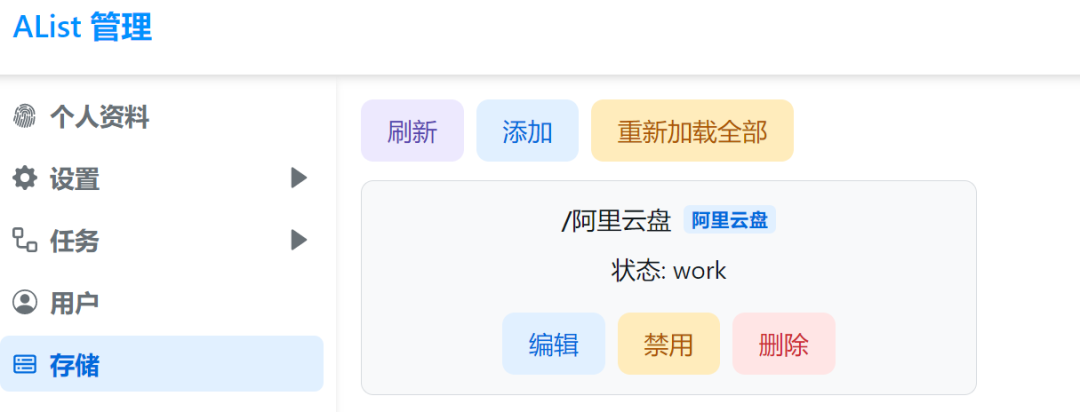 AList 管理
个人资料
设置
任务
用户
存储
刷新 添加 重新加载全部
/阿里云盘 阿里云盘
状态: work
编辑 禁用 删除